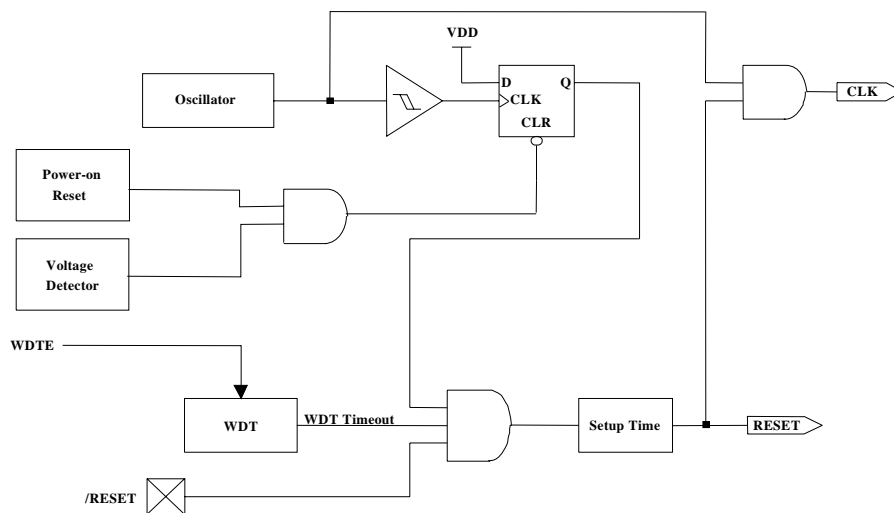 VDD
Oscillator
D
Q
CLK
CLR
CLK
Power-on
Reset
Voltage
Detector
WDTE
WDT
WDT Timeout
Setup Time
RESET
/RESET